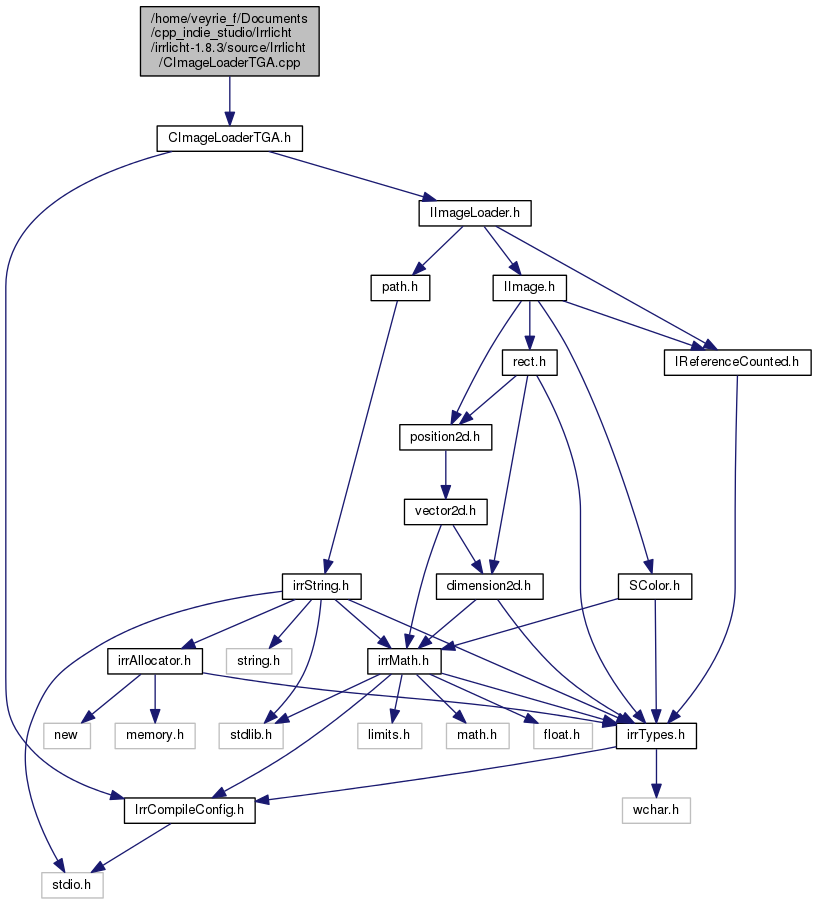 /home/veyrie_f/Documents
/cpp_indie_studio/Irrlicht
/irrlicht-1.8.3/source/Irrlicht
/CImageLoaderTGA.cpp
CImageLoaderTGA.h
IImageLoader.h
path.h
IImage.h
rect.h
IReferenceCounted.h
position2d.h
vector2d.h
irrString.h
dimension2d.h
SColor.h
irrAllocator.h
string.h
irrMath.h
new
memory.h
stdlib.h
limits.h
math.h
float.h
irrTypes.h
IrrCompileConfig.h
wchar.h
stdio.h